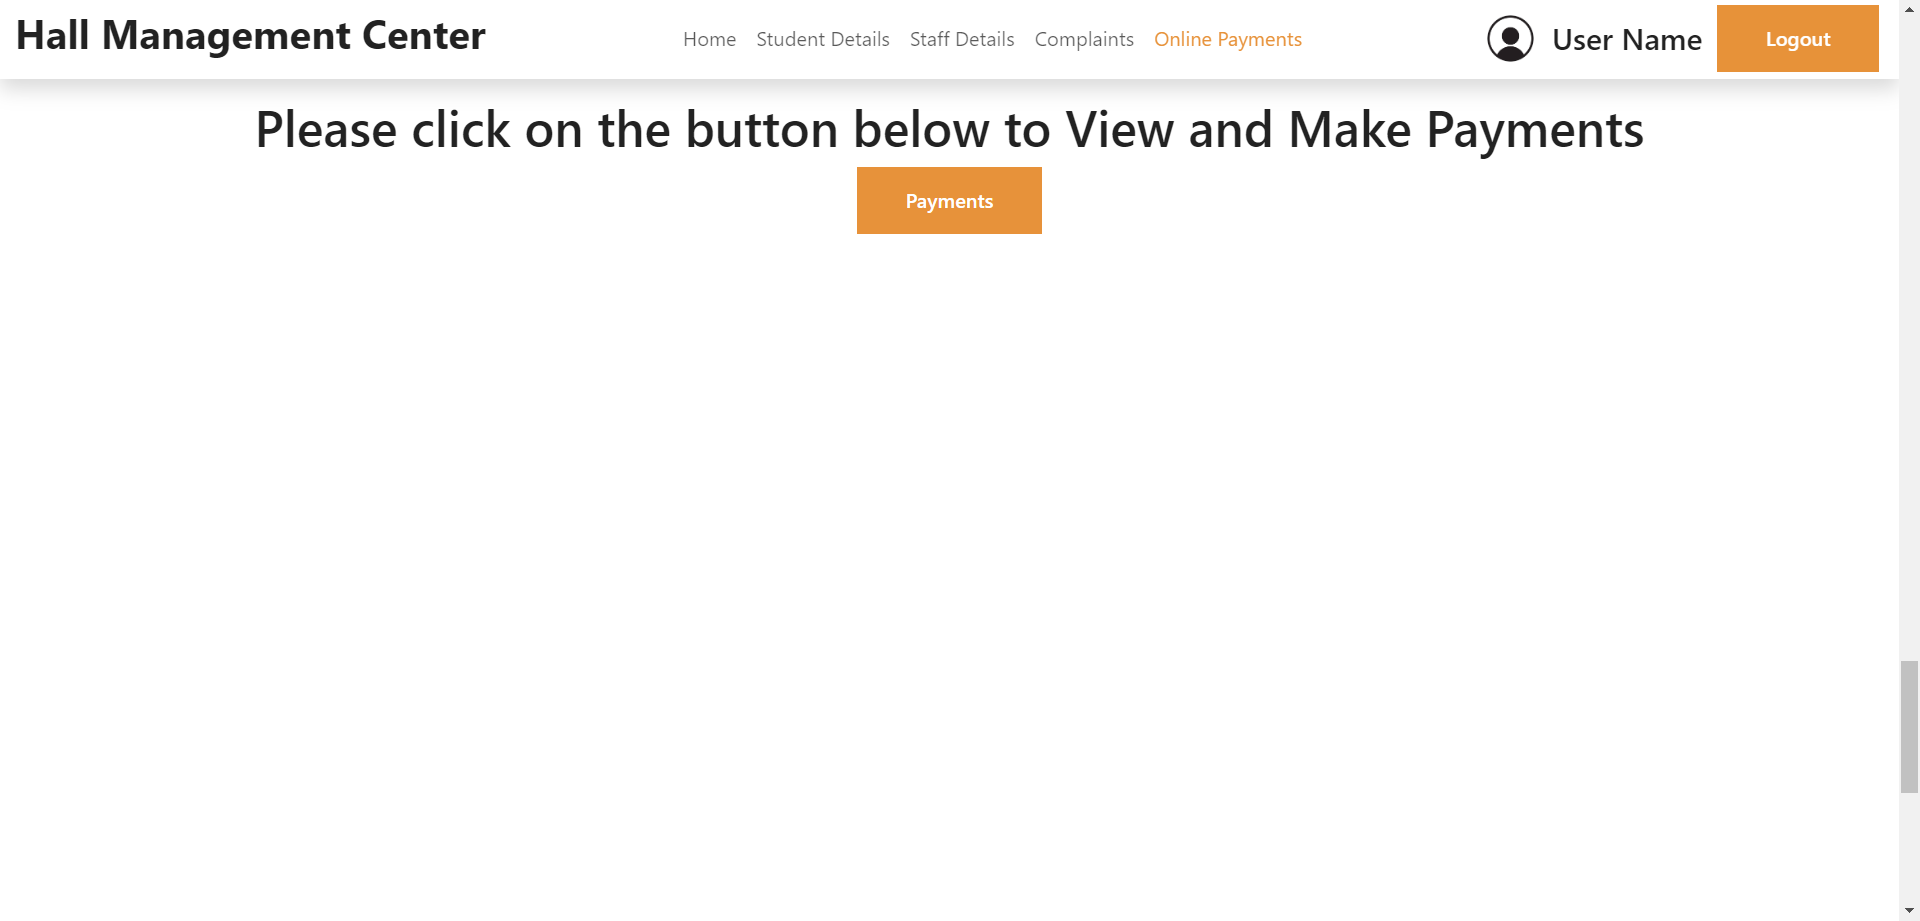 Hall Management Center
Home Student Details Staff Details Complaints Online Payments
User Name
Logout
Please click on the button below to View and Make Payments
Payments